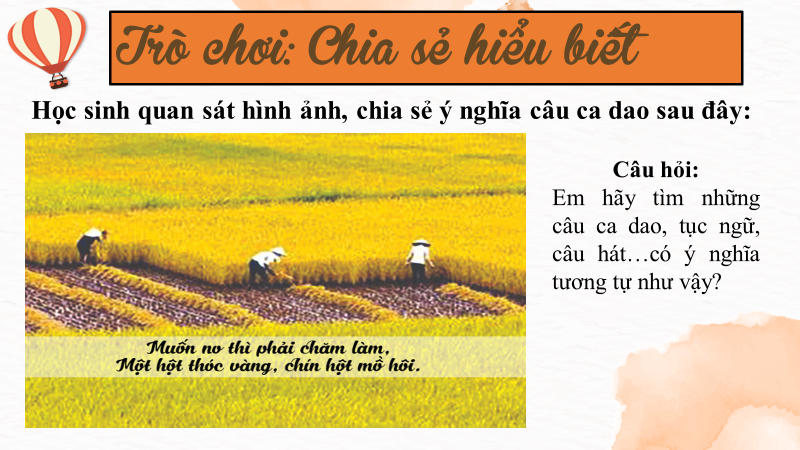 Trò chơi: Chia sẻ hiểu biết
Học sinh quan sát hình ảnh, chia sẻ ý nghĩa câu ca dao sau đây:
Muốn no thì phải chăm làm,
Một hột thóc vàng, chín hột mồ hôi.
Câu hỏi:
Em hãy tìm những
câu ca dao, tục ngữ,
câu hát…có ý nghĩa
tương tự như vậy?